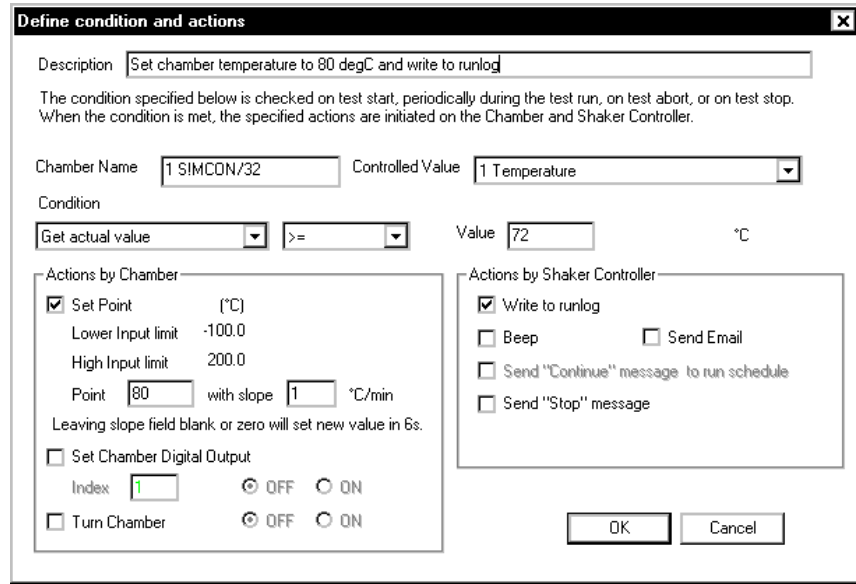 Define condition and actions
Description Set chamber temperature to 80 degC and write to runlog
The condition specified below is checked on test start, periodically during the test run, on test abort, or on test stop.
When the condition is met, the specified actions are initiated on the Chamber and Shaker Controller.
Chamber Name 1 S!MCON/32 Controlled Value 1 Temperature
Condition
Get actual value >= Value 72 °C
Actions by Chamber
Set Point (°C)
Lower Input limit -100.0
High Input limit 200.0
Point 80 with slope 1 °C/min
Leaving slope field blank or zero will set new value in 6s.
Set Chamber Digital Output
Index 1 OFF ON
Turn Chamber OFF ON
Actions by Shaker Controller
Write to runlog
Beep Send Email
Send "Continue" message to run schedule
Send "Stop" message
OK Cancel